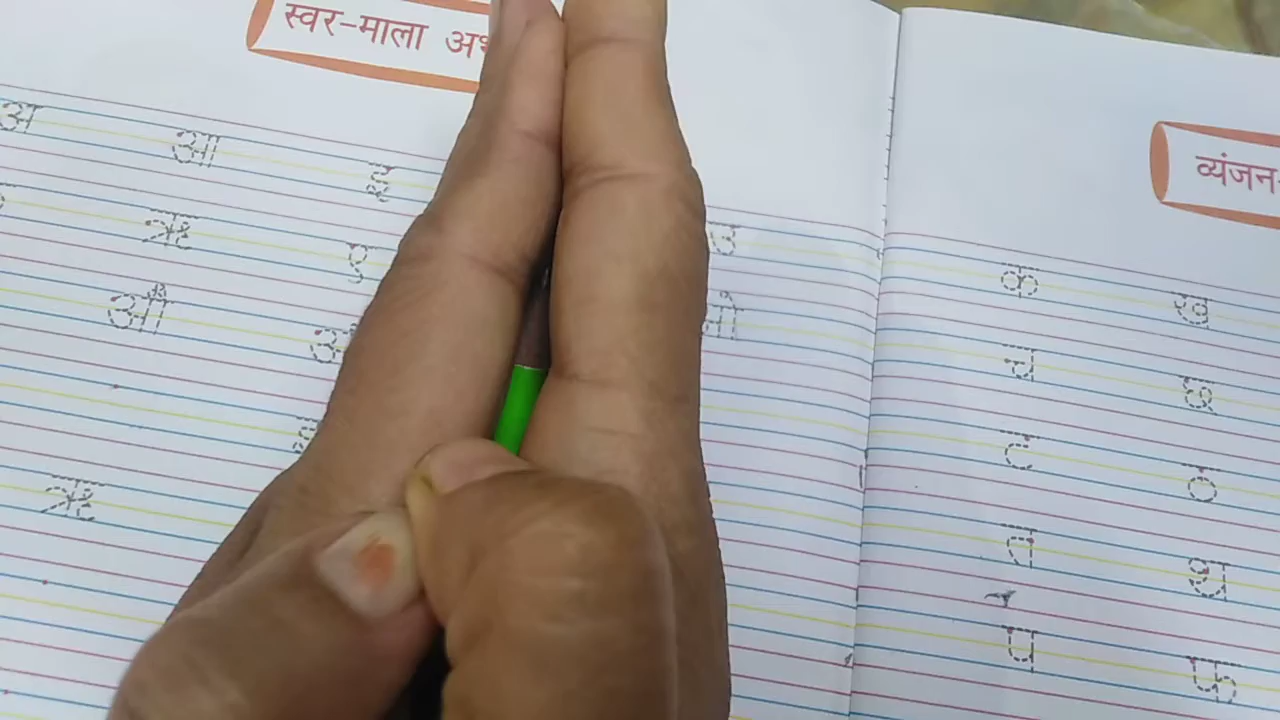 स्वर-माला
व्यंजन-
अ आ इ
ऋ ए
औ
उ
ऋ
क ख
च छ
ट ठ
त थ
प फ